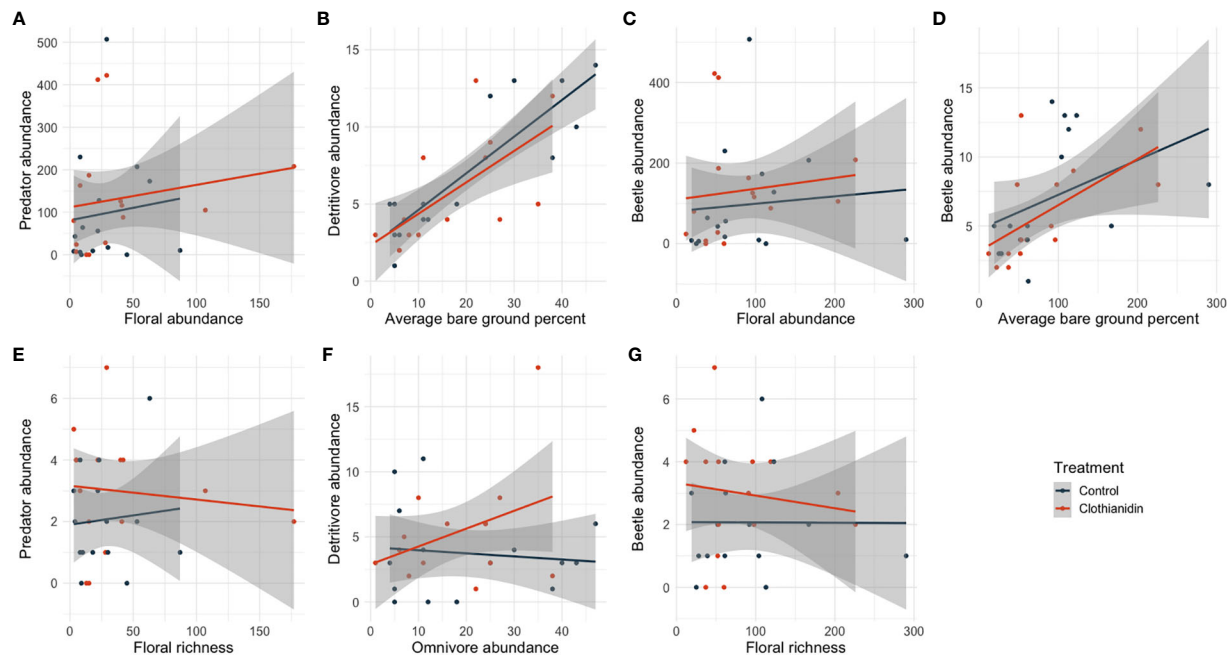 A
Predator abundance
500
400
300
200
100
0
0
50
100
150
Floral abundance
B
Detritivore abundance
15
10
5
0
0
10
20
30
40
Average bare ground percent
C
Beetle abundance
400
200
0
0
100
200
300
Floral abundance
D
Beetle abundance
15
10
5
0
100
200
300
Average bare ground percent
E
Predator abundance
6
4
2
0
0
50
100
150
Floral richness
F
Detritivore abundance
15
10
5
0
0
10
20
30
40
Omnivore abundance
G
Beetle abundance
6
4
2
0
0
100
200
300
Floral richness
Treatment
Control
Clothianidin